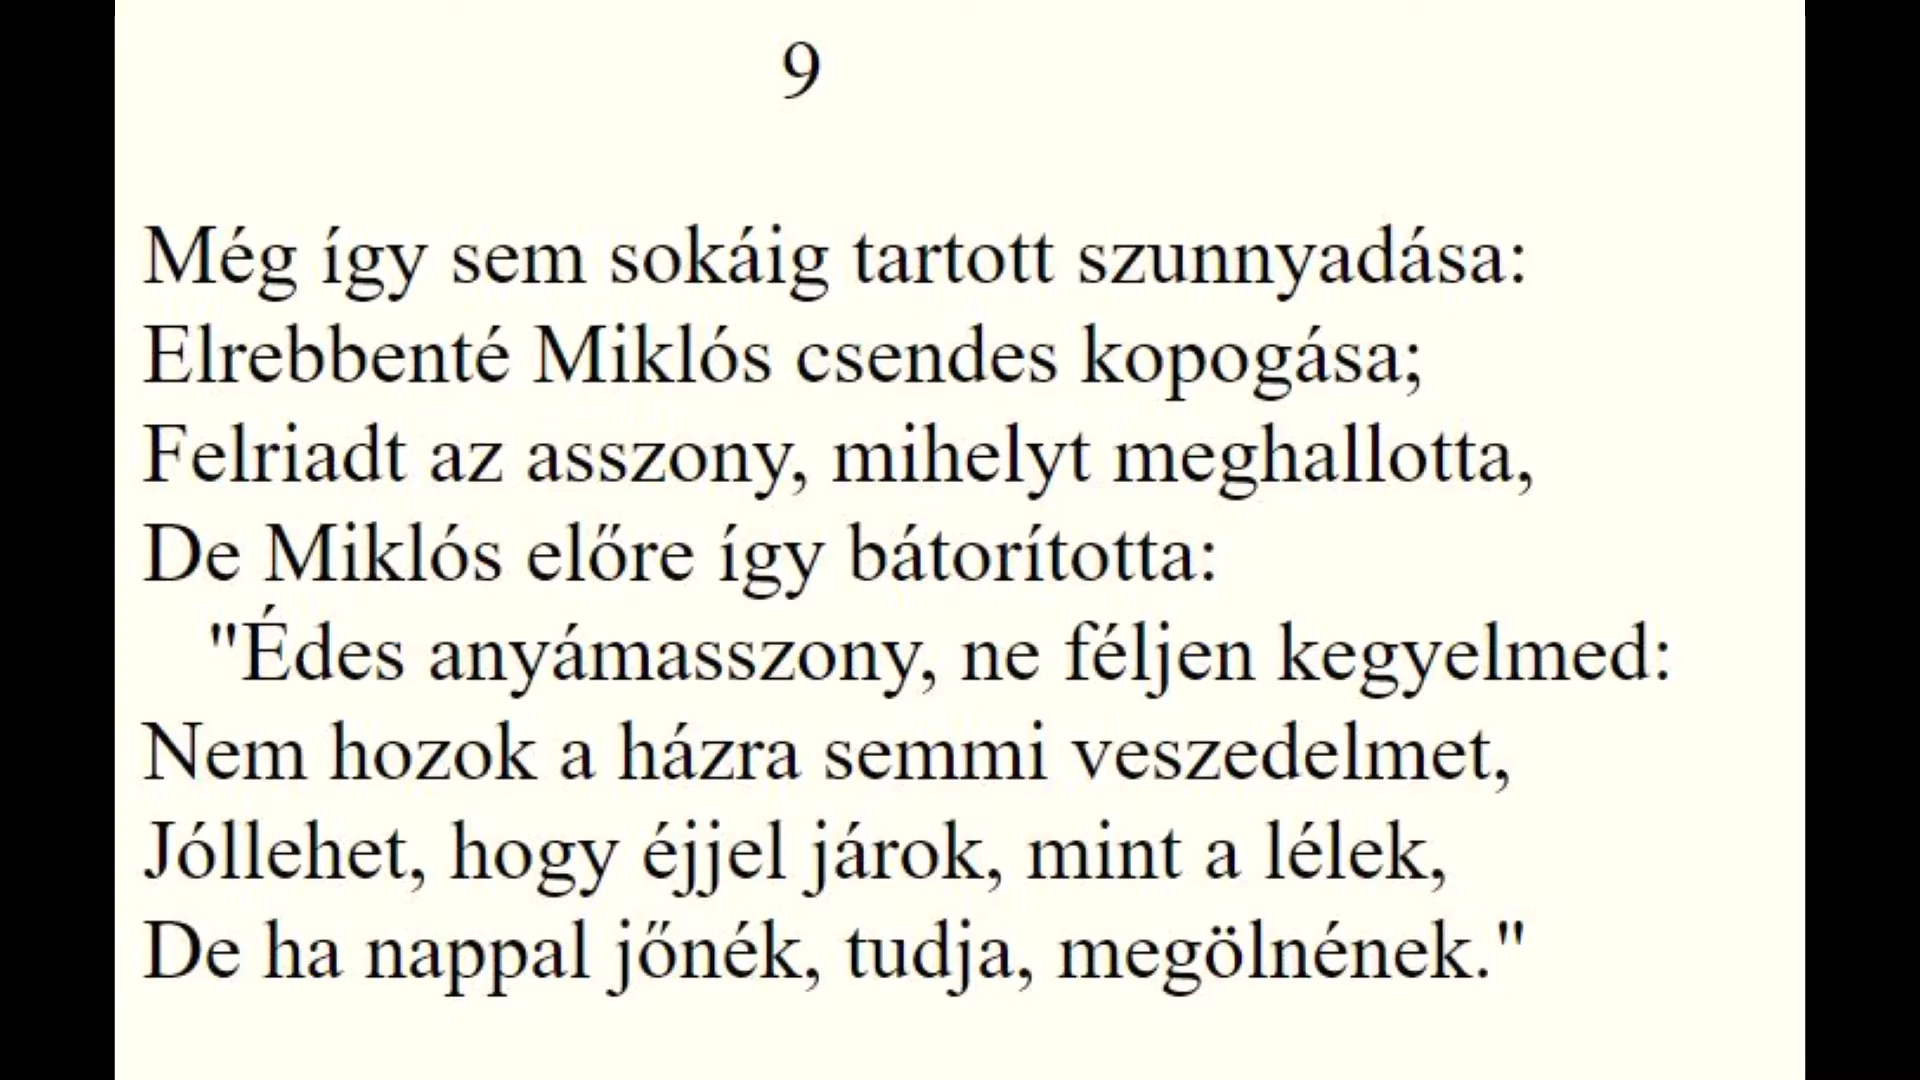 9
Még így sem sokáig tartott szunnyadása:
Elrebbenté Miklós csendes kopogása;
Felriadt az asszony, mihelyt meghallotta,
De Miklós előre így bátorította:
"Édes anyámasszony, ne féljen kegyelmed:
Nem hozok a házra semmi veszedelmet,
Jóllehet, hogy éjjel járok, mint a lélek,
De ha nappal jőnék, tudja, megölnének."